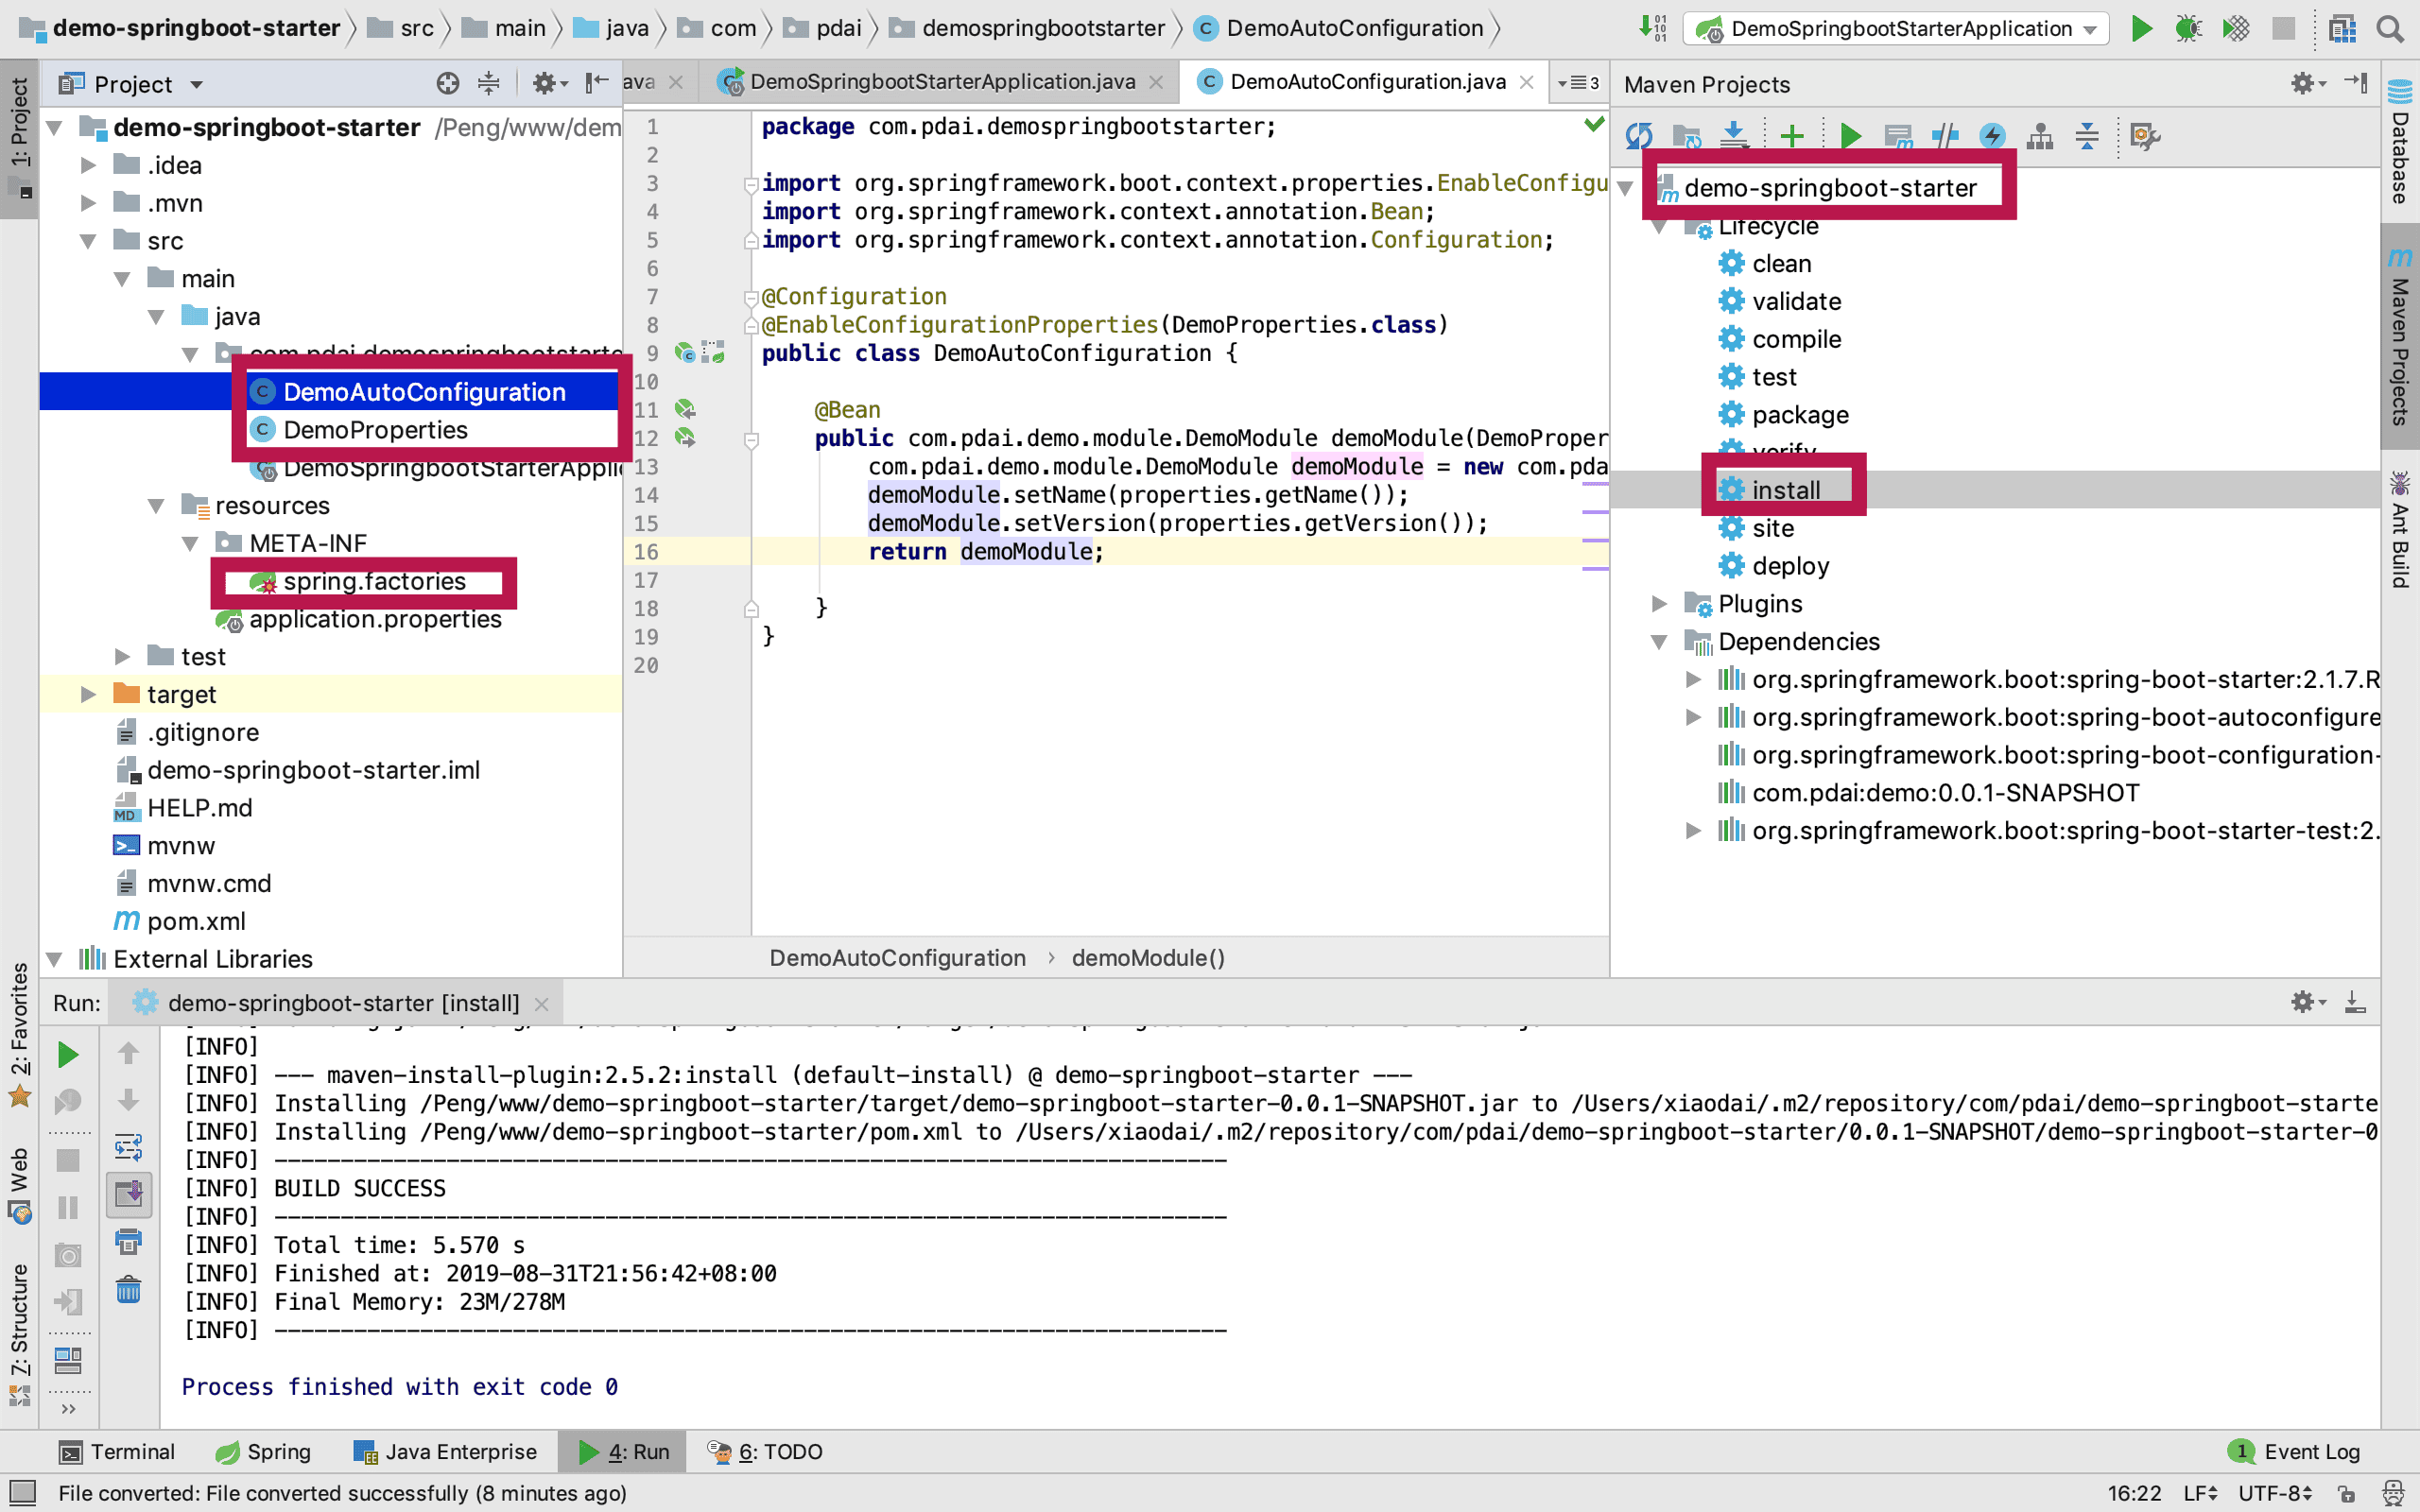 demo-springboot-starter src main java com pdai demospringbootstarter DemoAutoConfiguration
DemoSpringbootStarterApplication
1: Project
Project
demo-springboot-starter /Peng/www/dem
.idea
.mvn
src
main
java
com.pdai.demospringbootstarte
DemoAutoConfiguration
DemoProperties
DemoSpringbootStarterAppli
resources
META-INF
spring.factories
application.properties
test
target
.gitignore
demo-springboot-starter.iml
HELP.md
mvnw
mvnw.cmd
pom.xml
External Libraries
ava DemoSpringbootStarterApplication.java DemoAutoConfiguration.java 3
1 package com.pdai.demospringbootstarter;
2
3 import org.springframework.boot.context.properties.EnableConfigu
4 import org.springframework.context.annotation.Bean;
5 import org.springframework.context.annotation.Configuration;
6
7 @Configuration
8 @EnableConfigurationProperties(DemoProperties.class)
9 public class DemoAutoConfiguration {
10
11 @Bean
12 public com.pdai.demo.module.DemoModule demoModule(DemoProper
13 com.pdai.demo.module.DemoModule demoModule = new com.pda
14 demoModule.setName(properties.getName());
15 demoModule.setVersion(properties.getVersion());
16 return demoModule;
17
18 }
19 }
20
DemoAutoConfiguration › demoModule()
Maven Projects
demo-springboot-starter
Lifecycle
clean
validate
compile
test
package
verify
install
site
deploy
Plugins
Dependencies
org.springframework.boot:spring-boot-starter:2.1.7.R
org.springframework.boot:spring-boot-autoconfigure
org.springframework.boot:spring-boot-configuration-
com.pdai:demo:0.0.1-SNAPSHOT
org.springframework.boot:spring-boot-starter-test:2.
Database
Maven Projects
Ant Build
2: Favorites
Web
7: Structure
Run: demo-springboot-starter [install]
[INFO]
[INFO] --- maven-install-plugin:2.5.2:install (default-install) @ demo-springboot-starter ---
[INFO] Installing /Peng/www/demo-springboot-starter/target/demo-springboot-starter-0.0.1-SNAPSHOT.jar to /Users/xiaodai/.m2/repository/com/pdai/demo-springboot-starte
[INFO] Installing /Peng/www/demo-springboot-starter/pom.xml to /Users/xiaodai/.m2/repository/com/pdai/demo-springboot-starter/0.0.1-SNAPSHOT/demo-springboot-starter-0
[INFO] ------------------------------------------------------------------------
[INFO] BUILD SUCCESS
[INFO] ------------------------------------------------------------------------
[INFO] Total time: 5.570 s
[INFO] Finished at: 2019-08-31T21:56:42+08:00
[INFO] Final Memory: 23M/278M
[INFO] ------------------------------------------------------------------------
Process finished with exit code 0
Terminal Spring Java Enterprise 4: Run 6: TODO 1 Event Log
File converted: File converted successfully (8 minutes ago) 16:22 LF UTF-8